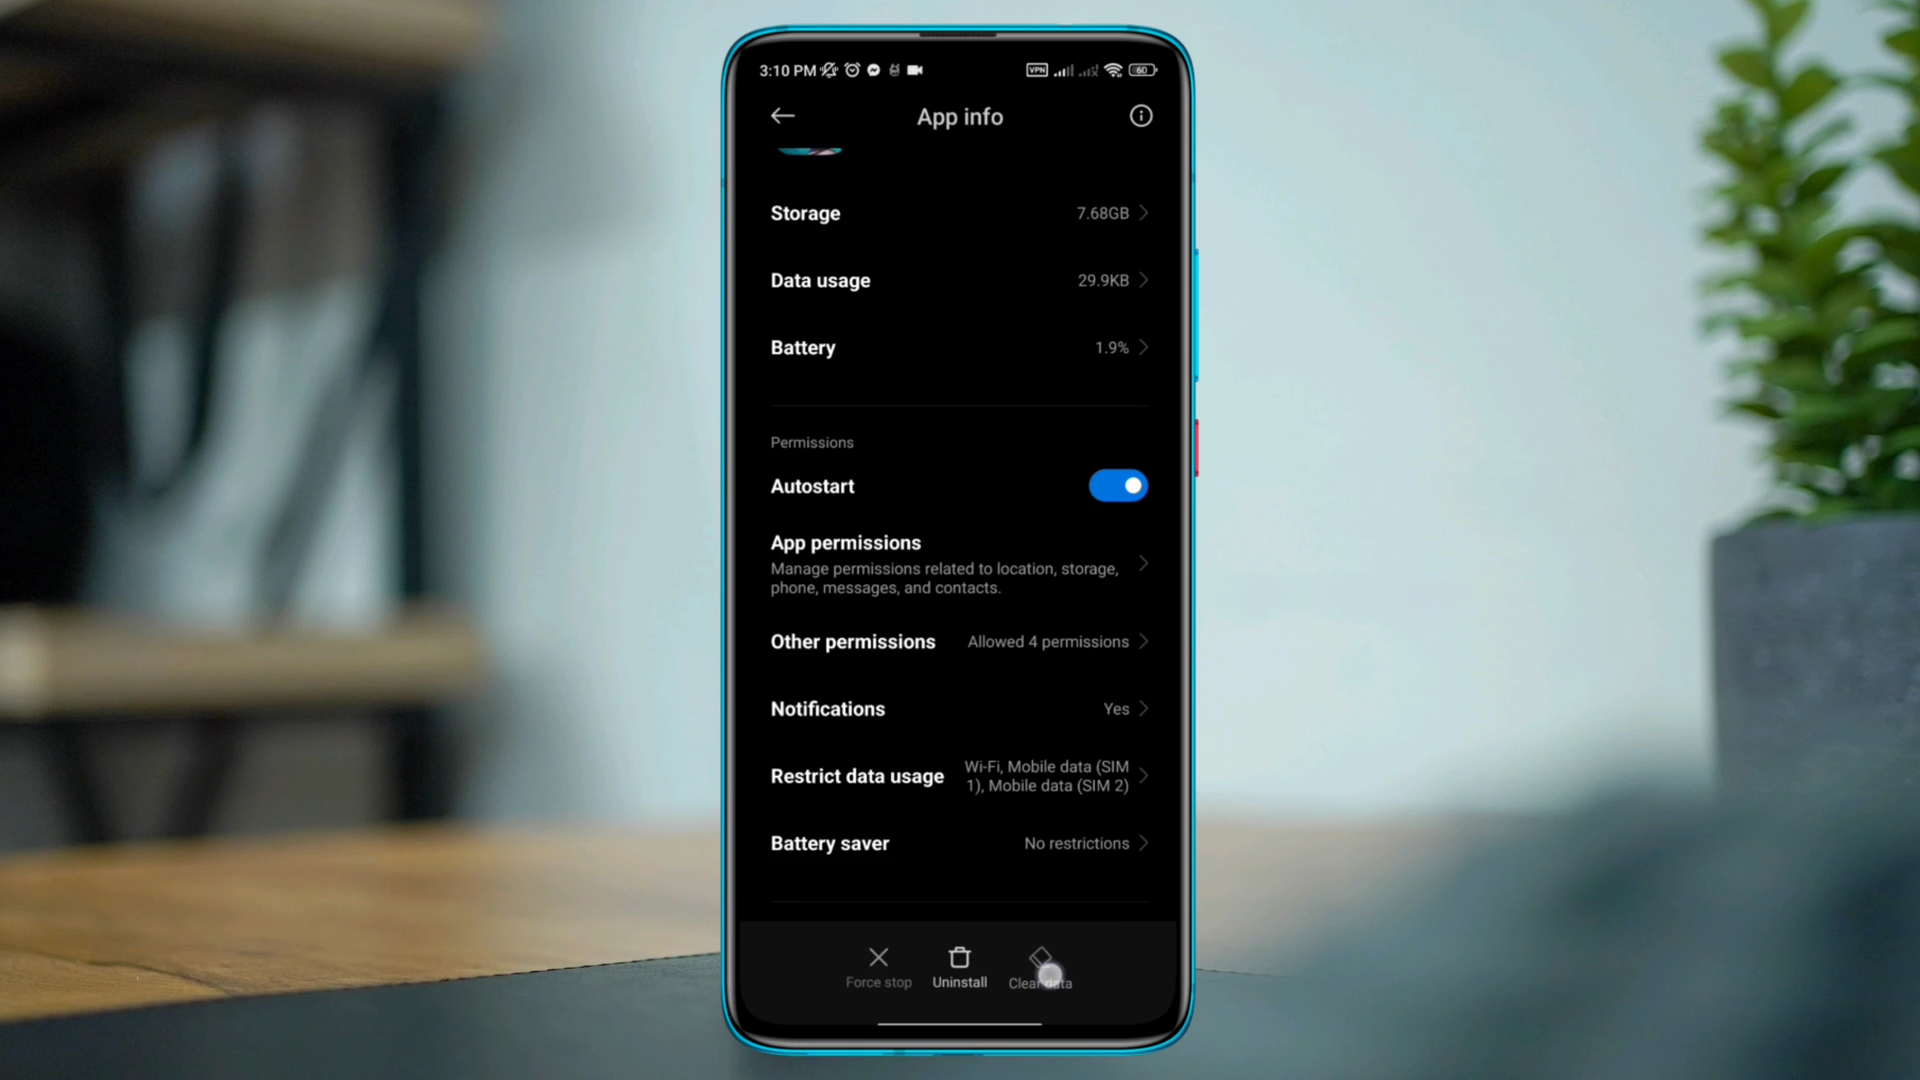 3:10 PM VPN 60
App info
Storage 7.68GB
Data usage 29.9KB
Battery 1.9%
Permissions
Autostart
App permissions
Manage permissions related to location, storage,
phone, messages, and contacts.
Other permissions Allowed 4 permissions
Notifications Yes
Restrict data usage Wi-Fi, Mobile data (SIM
1), Mobile data (SIM 2)
Battery saver No restrictions
Force stop Uninstall Clear data